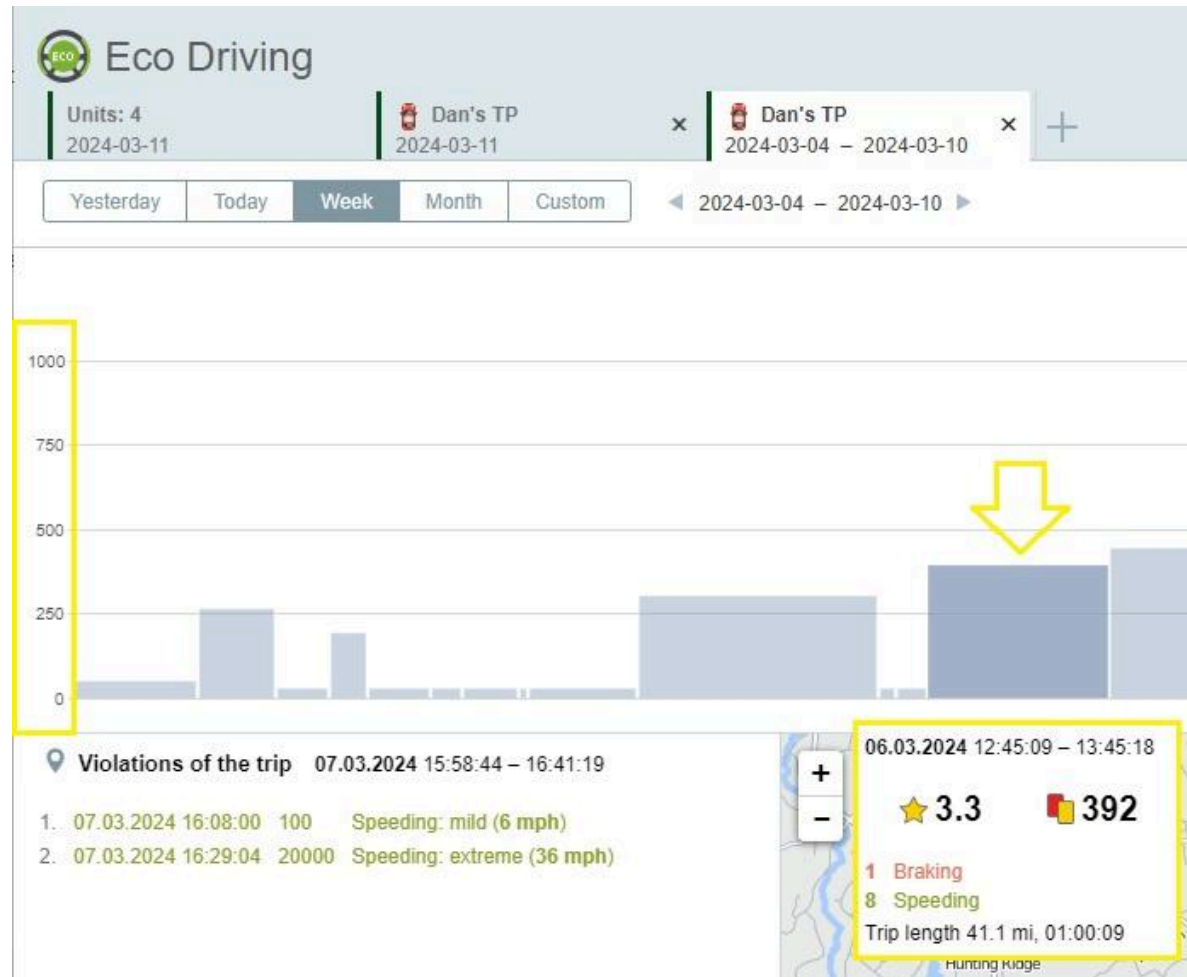 ECO Eco Driving
Units: 4
2024-03-11
Dan's TP
2024-03-11
×
Dan's TP
2024-03-04 – 2024-03-10
×
Yesterday Today Week Month Custom 2024-03-04 – 2024-03-10
1000
750
500
250
0
Violations of the trip 07.03.2024 15:58:44 – 16:41:19
1. 07.03.2024 16:08:00 100 Speeding: mild (6 mph)
2. 07.03.2024 16:29:04 20000 Speeding: extreme (36 mph)
+
−
06.03.2024 12:45:09 – 13:45:18
3.3 392
1 Braking
8 Speeding
Trip length 41.1 mi, 01:00:09
Hunting Ridge